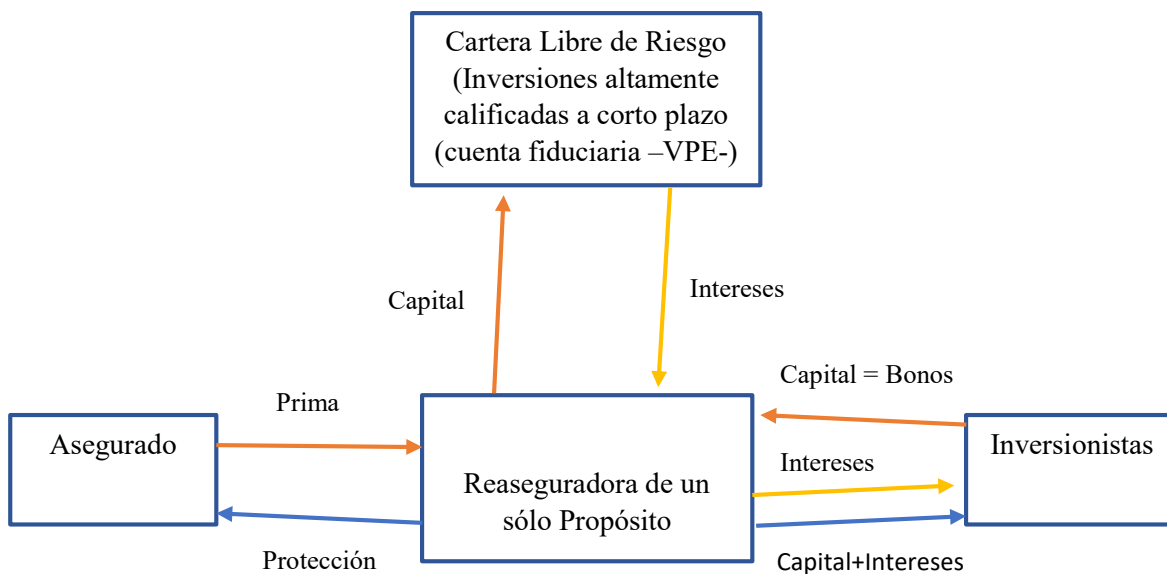 Cartera Libre de Riesgo
(Inversiones altamente
calificadas a corto plazo
(cuenta fiduciaria –VPE-)
Capital
Intereses
Prima
Capital = Bonos
Asegurado
Reaseguradora de un
sólo Propósito
Intereses
Inversionistas
Protección
Capital+Intereses